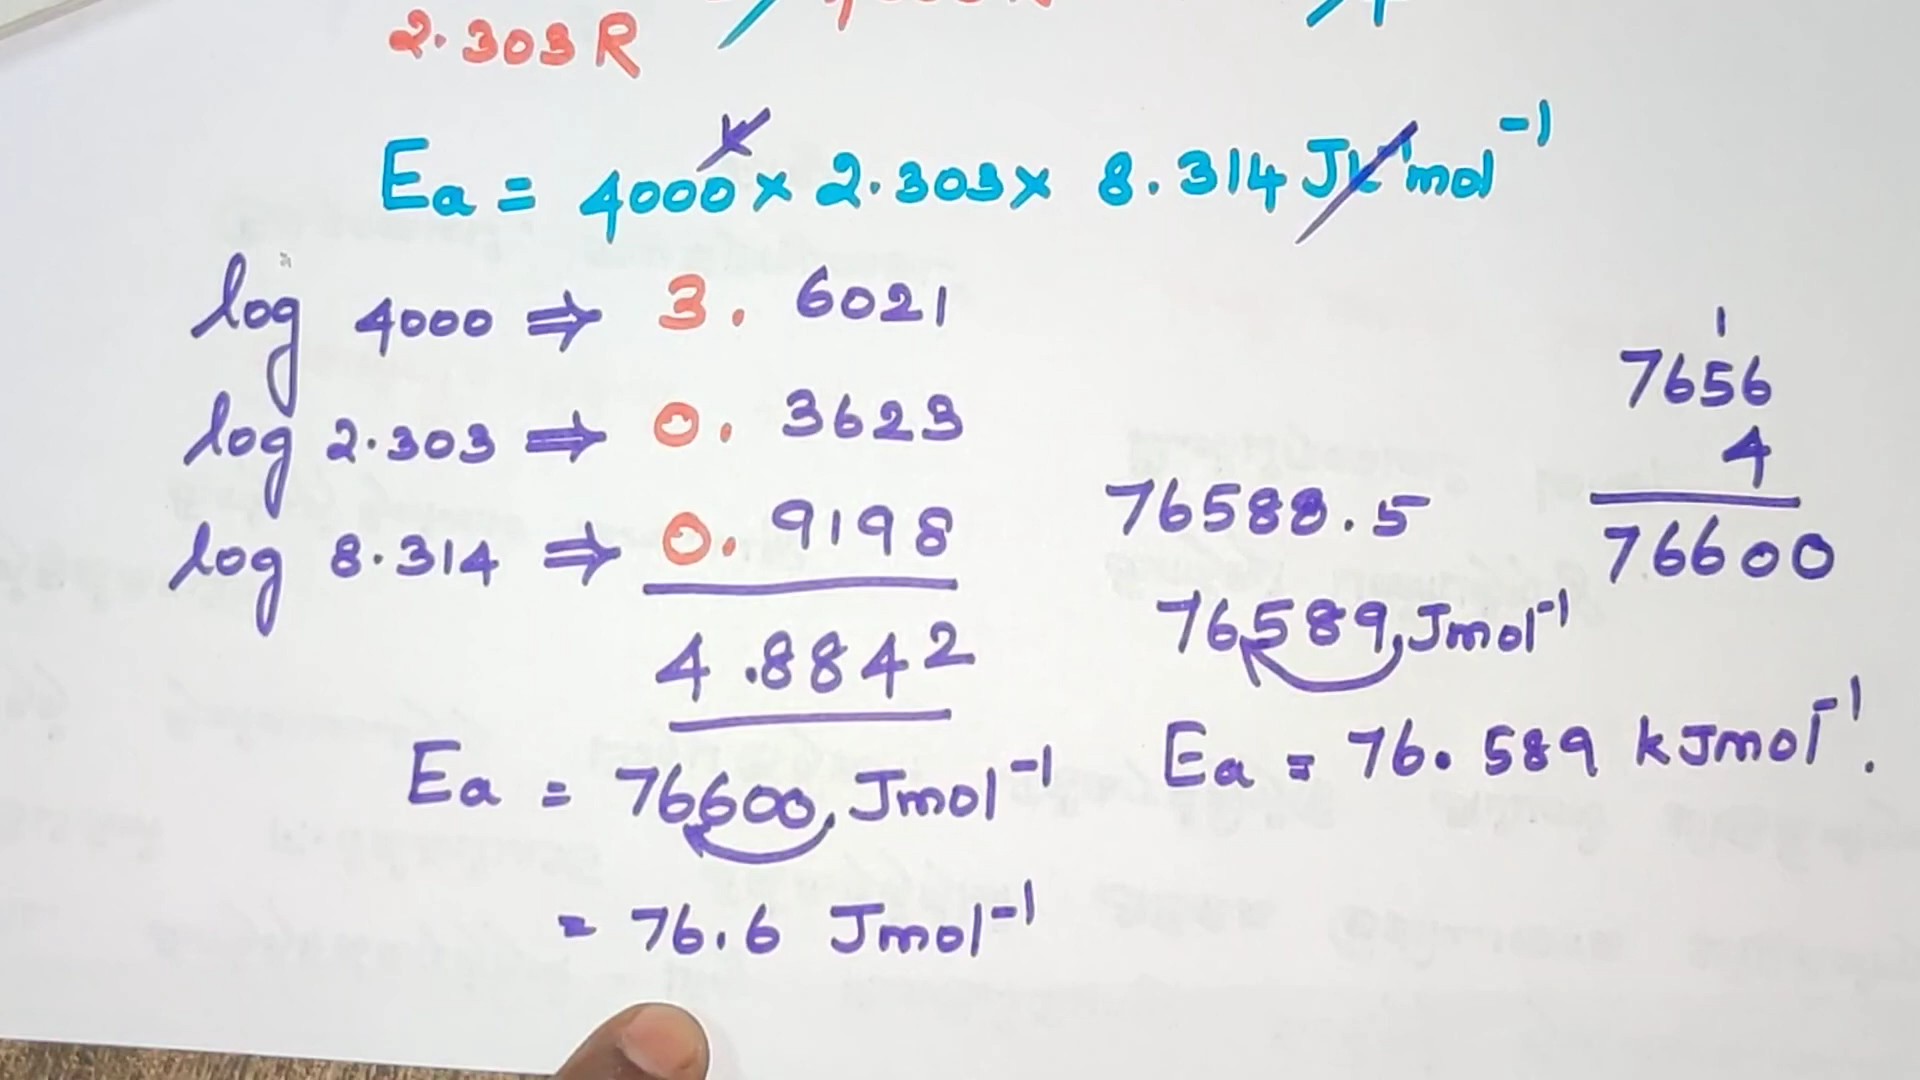 2.303R
Ea = 4000 x 2.303 x 8.314 JK⁻¹mol⁻¹
log 4000 ⇒ 3.6021
log 2.303 ⇒ 0.3623
log 8.314 ⇒ 0.9198
4.8842
Ea = 76600 Jmol⁻¹
= 76.6 Jmol⁻¹
76588.5
76589 Jmol⁻¹
Ea = 76.589 kJmol⁻¹.
1
7656
4
76600